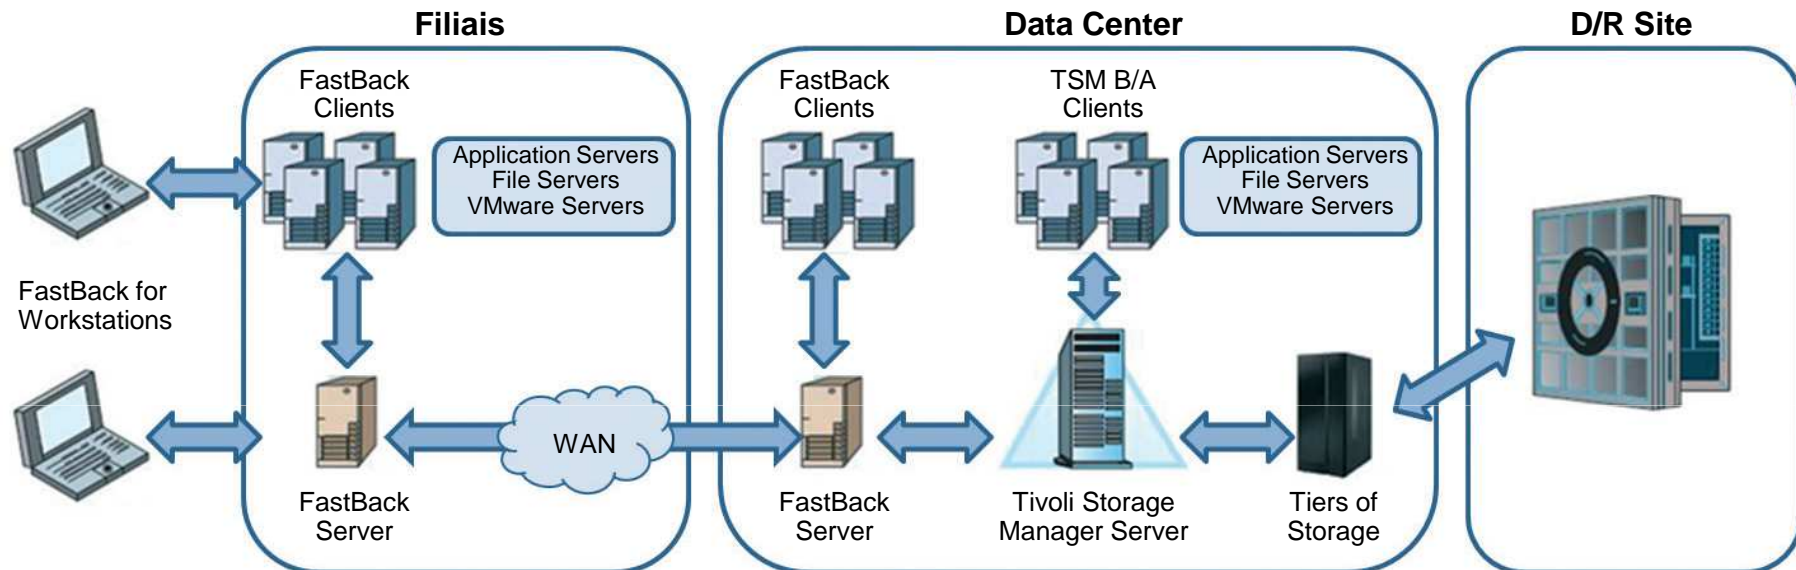 Filiais
Data Center
D/R Site
FastBack
Clients
Application Servers
File Servers
VMware Servers
FastBack
Clients
TSM B/A
Clients
Application Servers
File Servers
VMware Servers
FastBack for
Workstations
WAN
FastBack
Server
FastBack
Server
Tivoli Storage
Manager Server
Tiers of
Storage